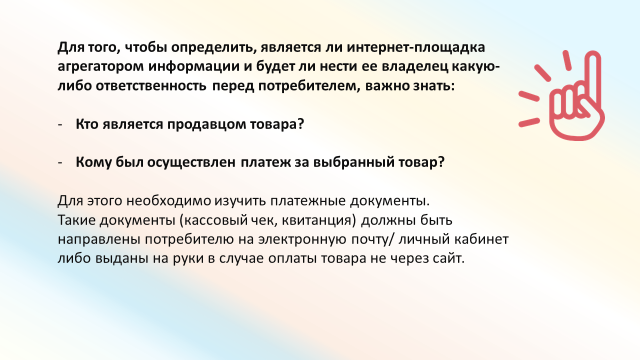 Для того, чтобы определить, является ли интернет-площадка
агрегатором информации и будет ли нести ее владелец какую-
либо ответственность перед потребителем, важно знать:
- Кто является продавцом товара?
- Кому был осуществлен платеж за выбранный товар?
Для этого необходимо изучить платежные документы.
Такие документы (кассовый чек, квитанция) должны быть
направлены потребителю на электронную почту/ личный кабинет
либо выданы на руки в случае оплаты товара не через сайт.